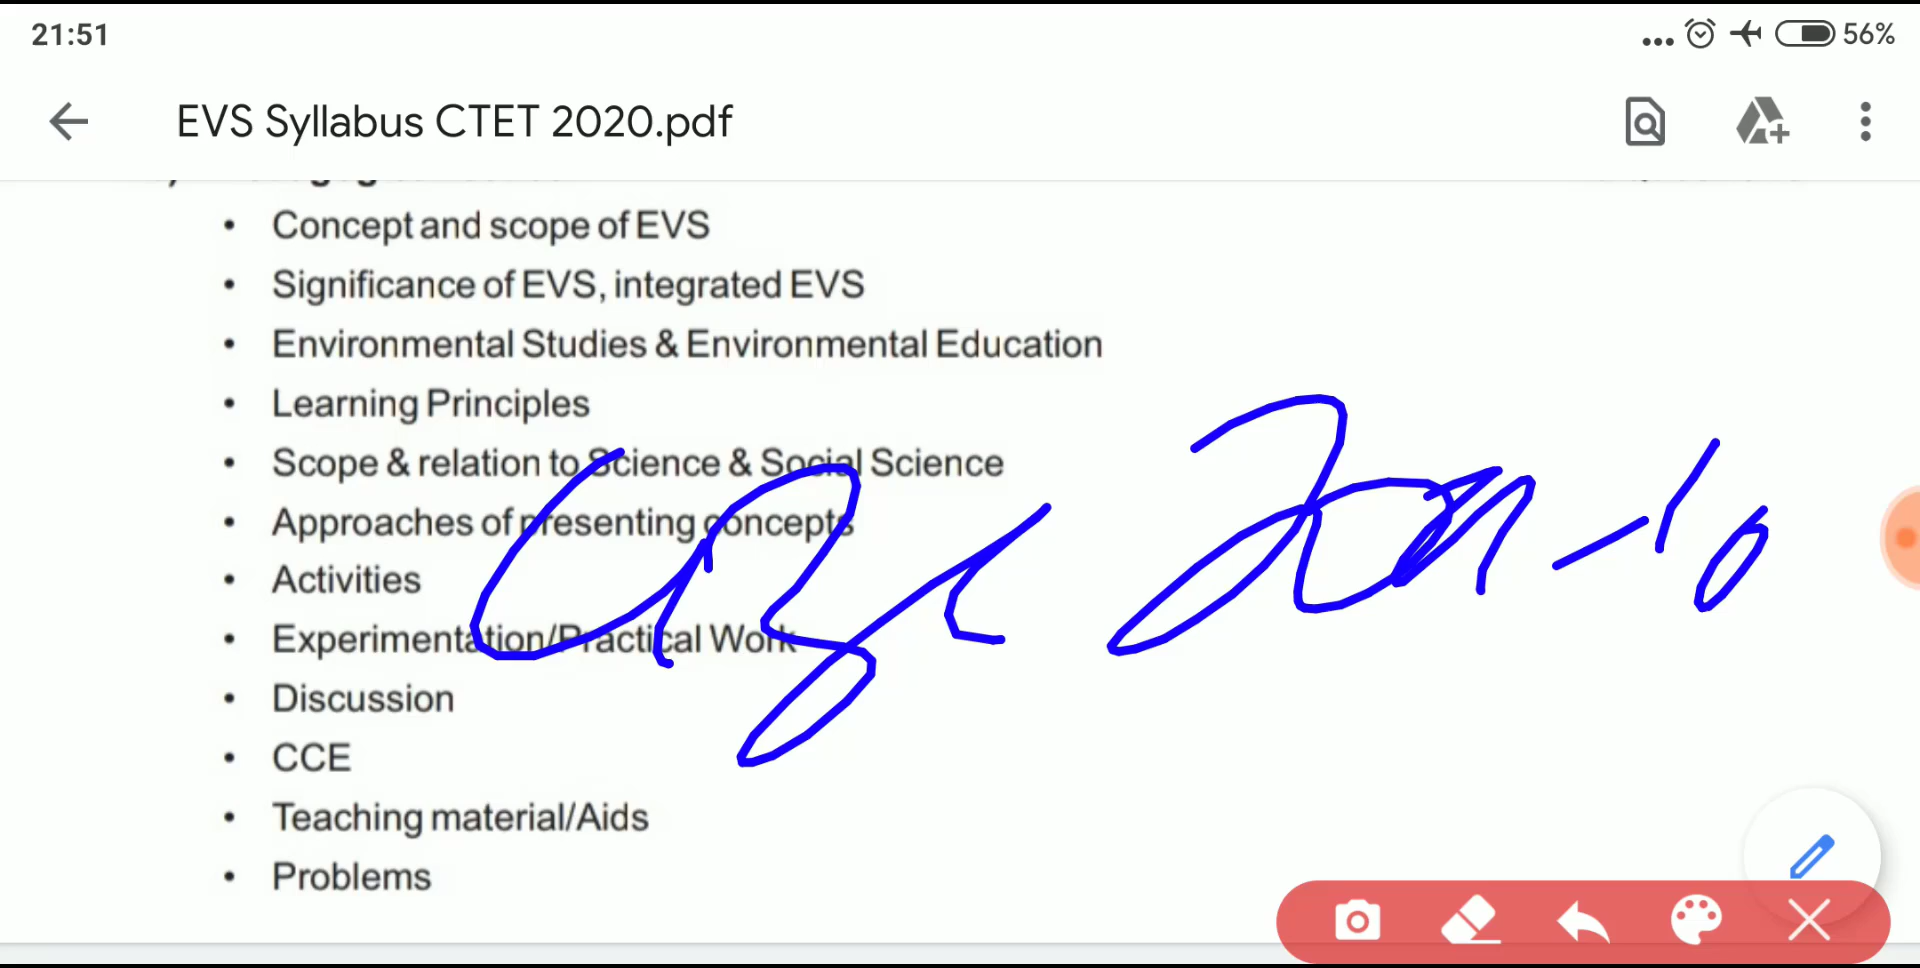 21:51
56%
EVS Syllabus CTET 2020.pdf
• Concept and scope of EVS
• Significance of EVS, integrated EVS
• Environmental Studies & Environmental Education
• Learning Principles
• Scope & relation to Science & Social Science
• Approaches of presenting concepts
• Activities
• Experimentation/Practical Work
• Discussion
• CCE
• Teaching material/Aids
• Problems